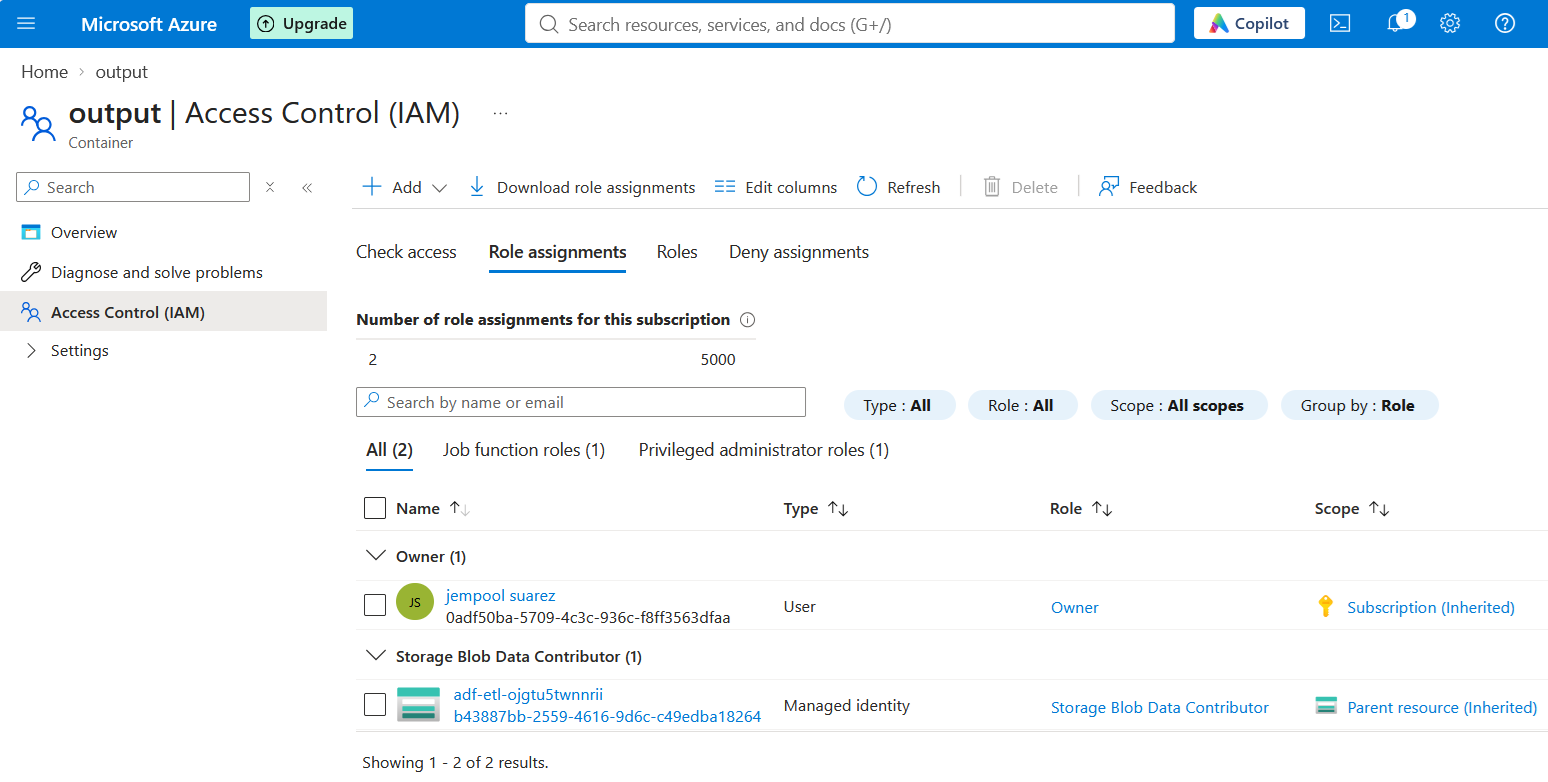 Microsoft Azure
Upgrade
Search resources, services, and docs (G+/)
Copilot
1
Home > output
output | Access Control (IAM) ...
Container
Search
Overview
Diagnose and solve problems
Access Control (IAM)
Settings
Add
Download role assignments
Edit columns
Refresh
Delete
Feedback
Check access
Role assignments
Roles
Deny assignments
Number of role assignments for this subscription
2 5000
Search by name or email
Type : All
Role : All
Scope : All scopes
Group by : Role
All (2)
Job function roles (1)
Privileged administrator roles (1)
Name Type Role Scope
Owner (1)
JS
jempool suarez
0adf50ba-5709-4c3c-936c-f8ff3563dfaa
User
Owner
Subscription (Inherited)
Storage Blob Data Contributor (1)
adf-etl-ojgtu5twnnrii
b43887bb-2559-4616-9d6c-c49edba18264
Managed identity
Storage Blob Data Contributor
Parent resource (Inherited)
Showing 1 - 2 of 2 results.